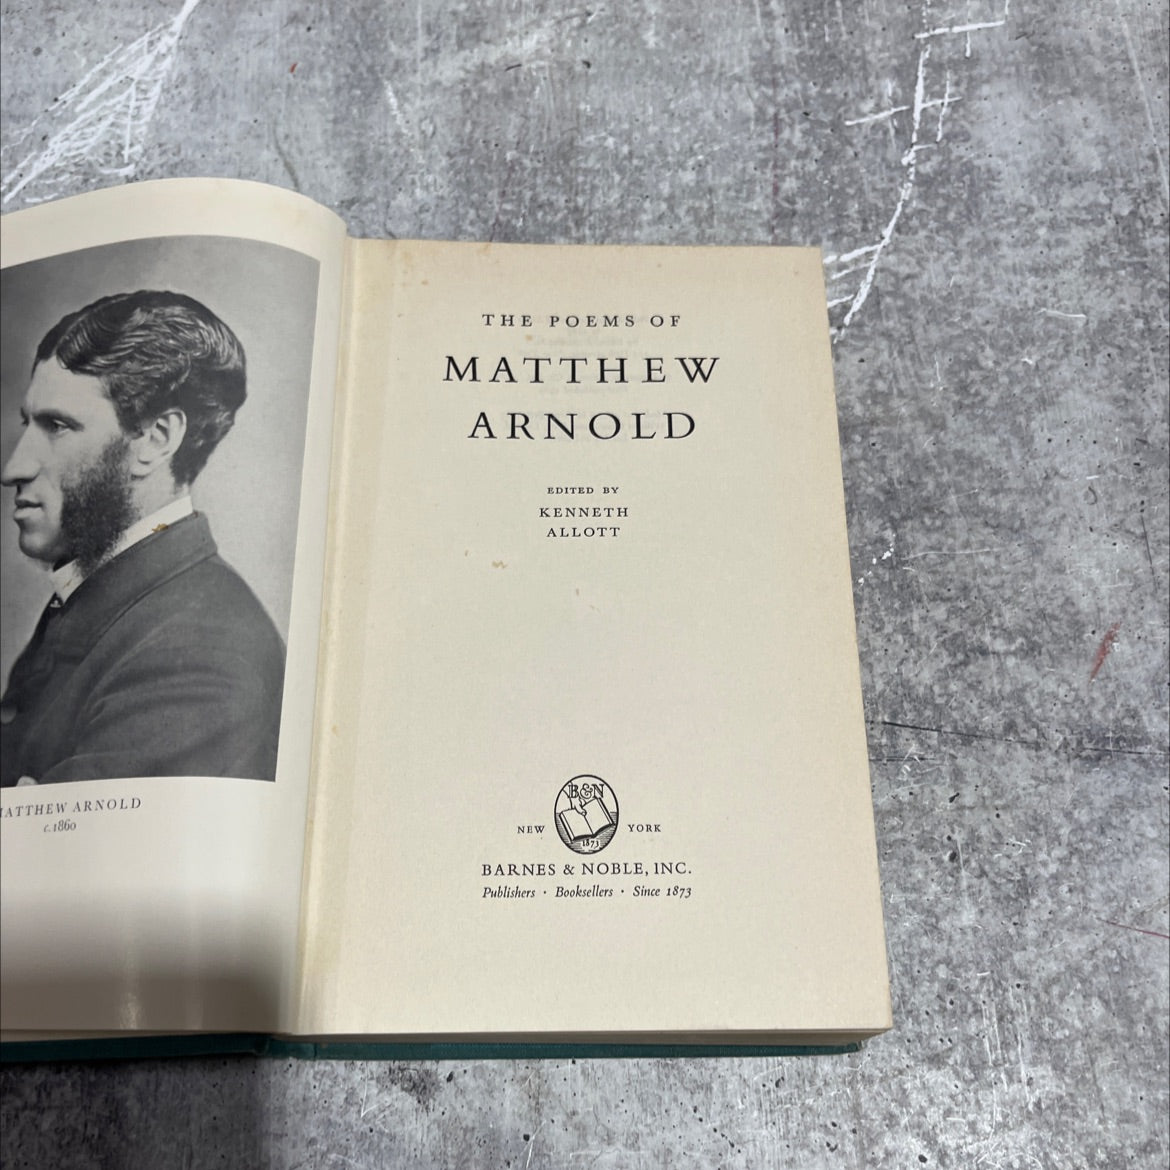 MATTHEW ARNOLD
c. 1860
THE POEMS OF
MATTHEW
ARNOLD
EDITED BY
KENNETH
ALLOTT
B&N
1873
NEW YORK
BARNES & NOBLE, INC.
Publishers · Booksellers · Since 1873